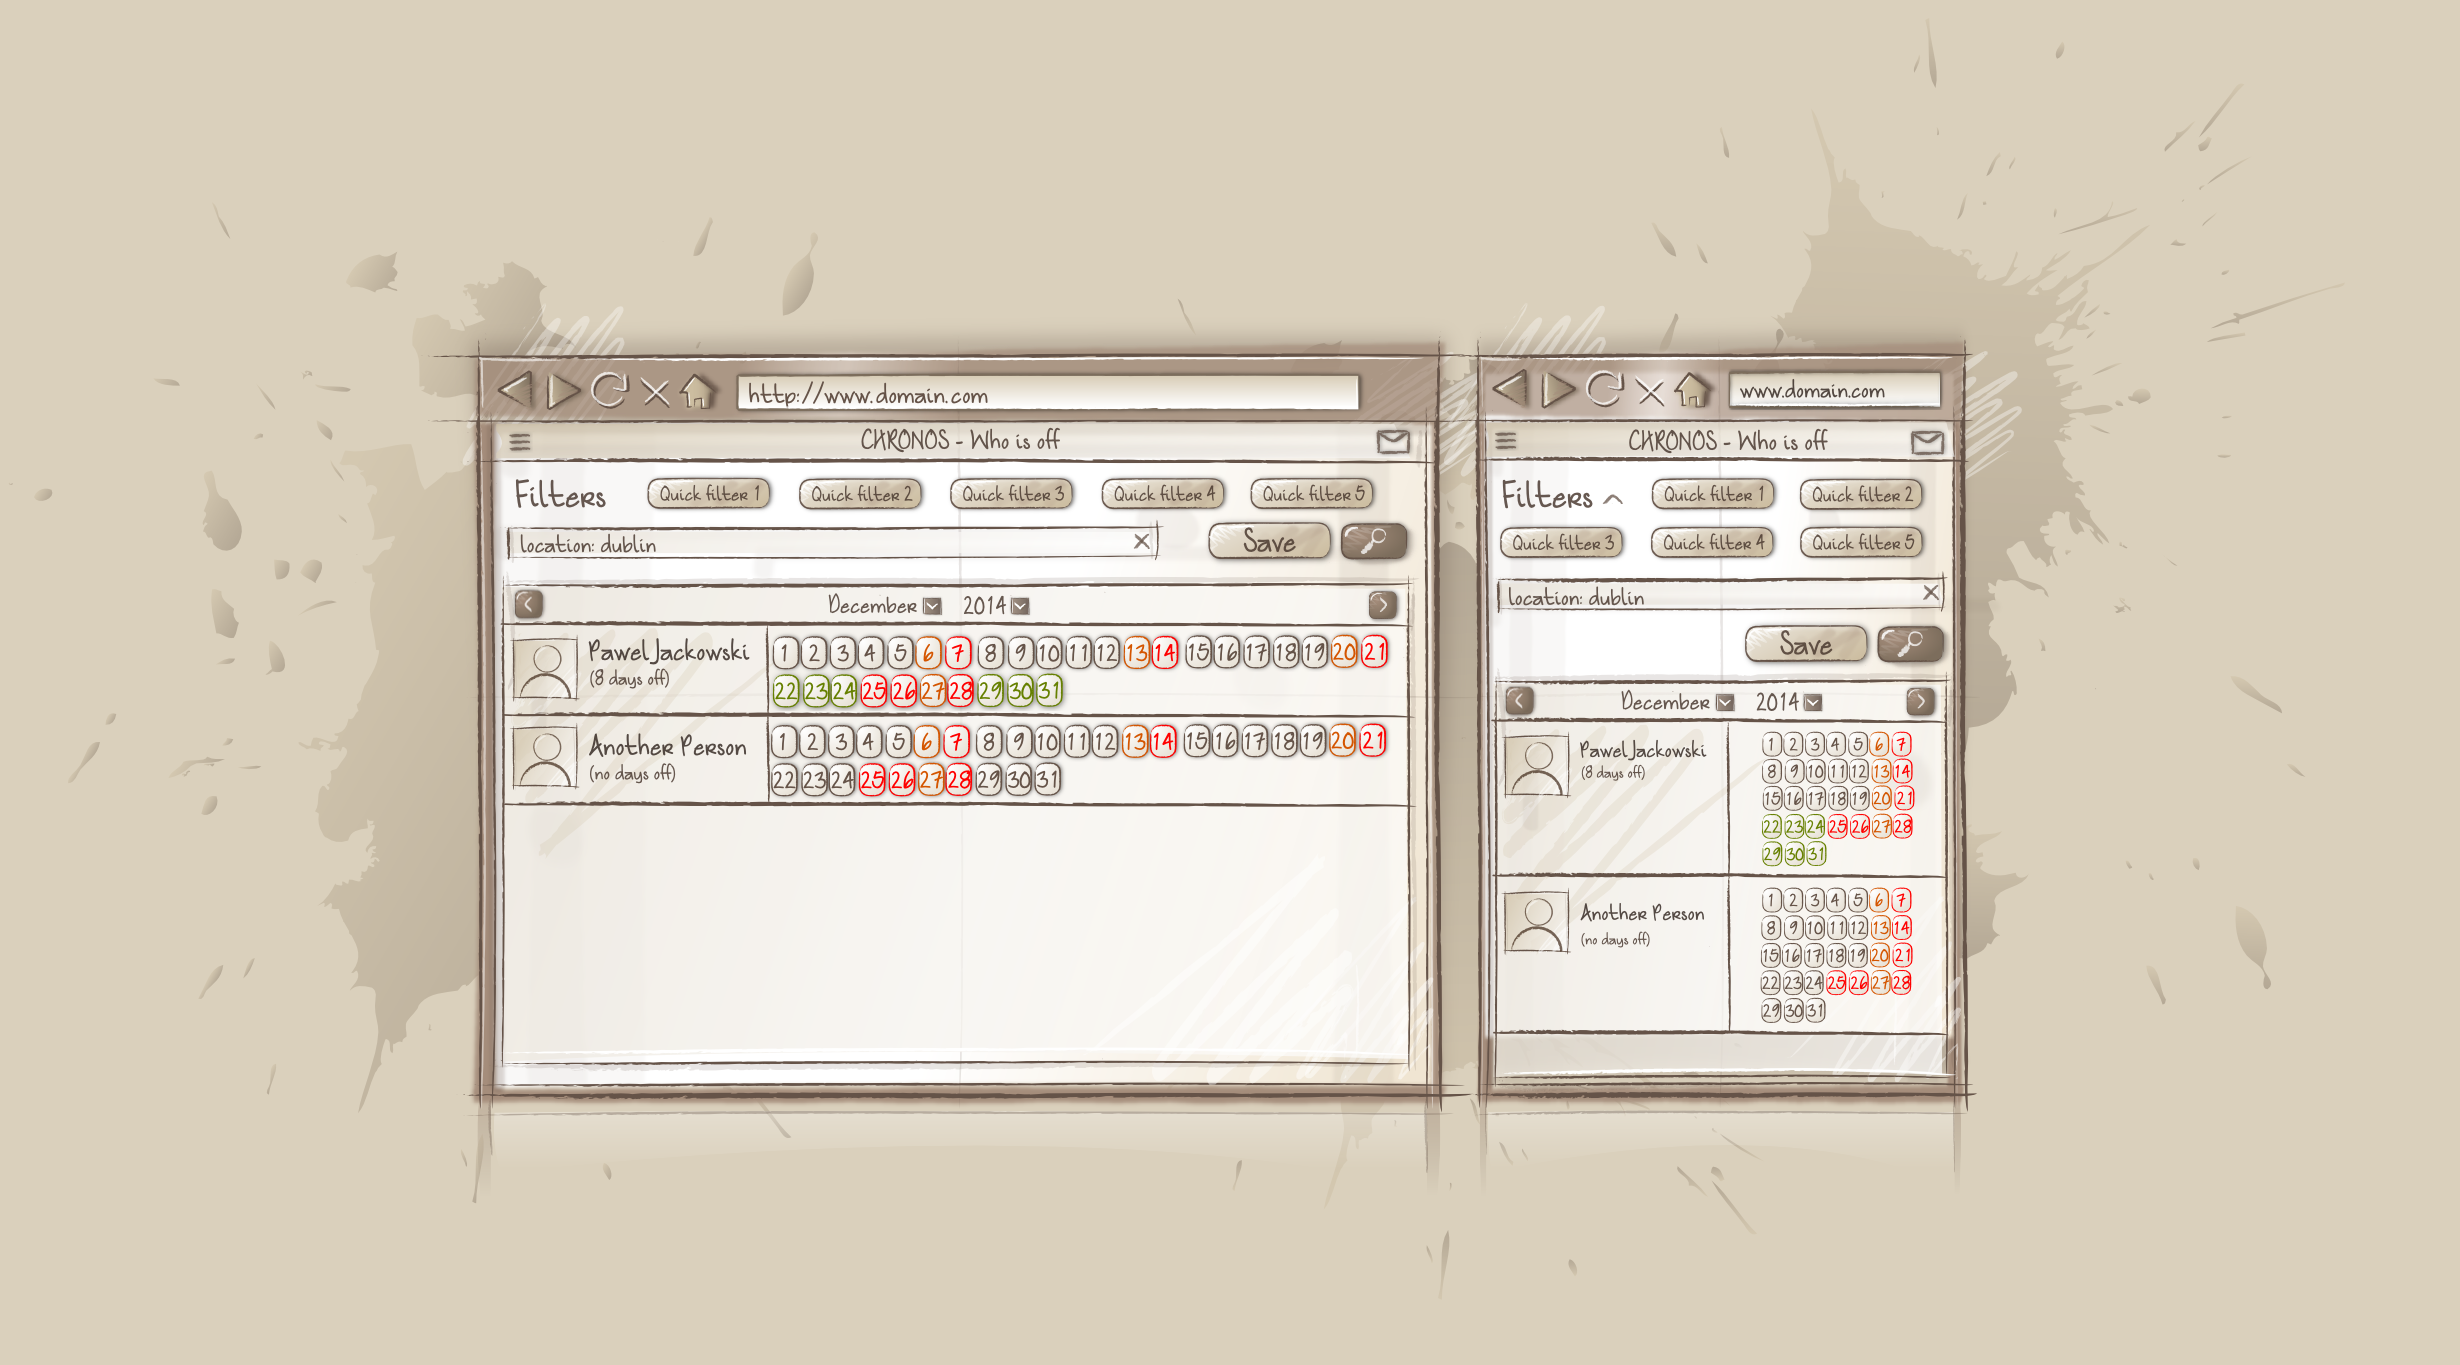 http://www.domain.com
CHRONOS - Who is off
Filters Quick filter 1 Quick filter 2 Quick filter 3 Quick filter 4 Quick filter 5
location: dublin Save
December 2014
Pawel Jackowski
(8 days off)
1 2 3 4 5 6 7 8 9 10 11 12 13 14 15 16 17 18 19 20 21
22 23 24 25 26 27 28 29 30 31
Another Person
(no days off)
1 2 3 4 5 6 7 8 9 10 11 12 13 14 15 16 17 18 19 20 21
22 23 24 25 26 27 28 29 30 31
www.domain.com
CHRONOS - Who is off
Filters Quick filter 1 Quick filter 2
Quick filter 3 Quick filter 4 Quick filter 5
location: dublin
Save
December 2014
Pawel Jackowski
(8 days off)
1 2 3 4 5 6 7
8 9 10 11 12 13 14
15 16 17 18 19 20 21
22 23 24 25 26 27 28
29 30 31
Another Person
(no days off)
1 2 3 4 5 6 7
8 9 10 11 12 13 14
15 16 17 18 19 20 21
22 23 24 25 26 27 28
29 30 31